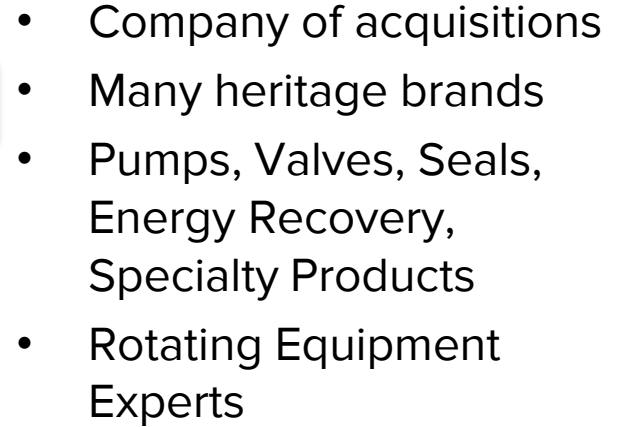 • Company of acquisitions
• Many heritage brands
• Pumps, Valves, Seals,
Energy Recovery,
Specialty Products
• Rotating Equipment
Experts